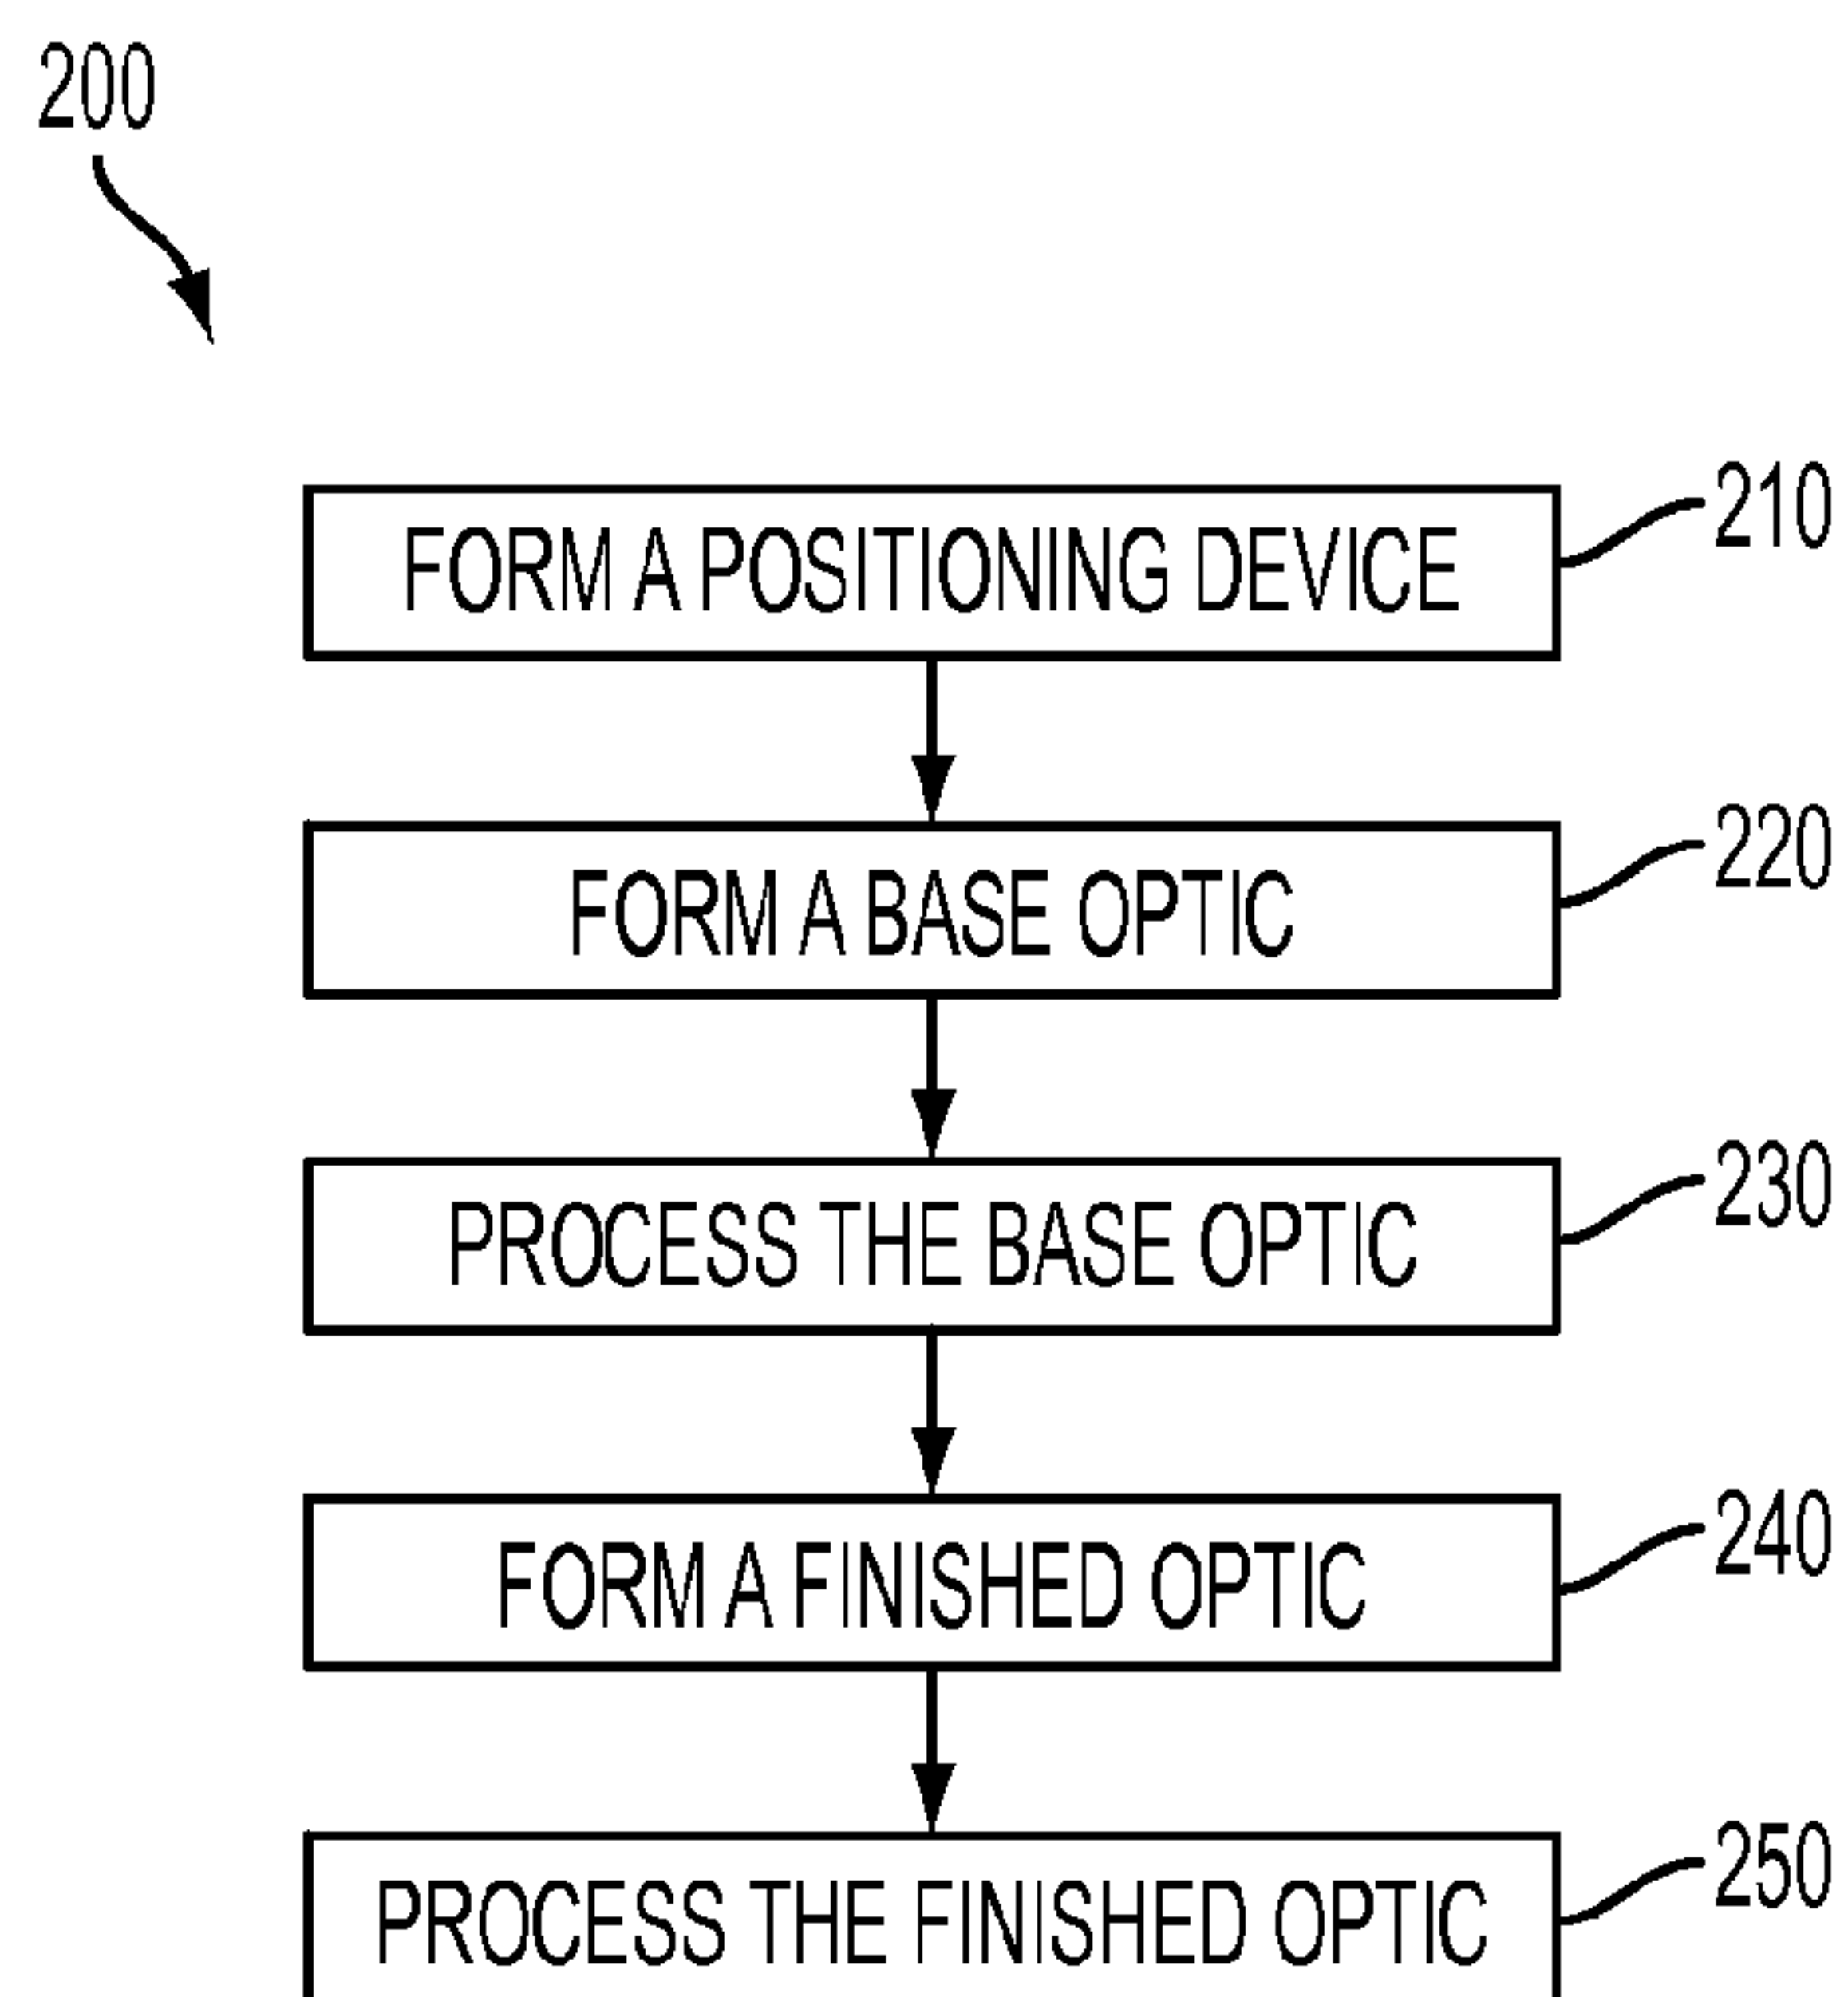 200
FORM A POSITIONING DEVICE
210
FORM A BASE OPTIC
220
PROCESS THE BASE OPTIC
230
FORM A FINISHED OPTIC
240
PROCESS THE FINISHED OPTIC
250